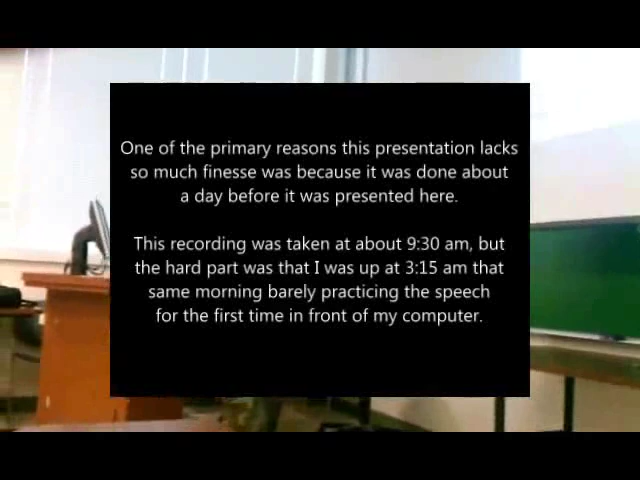 One of the primary reasons this presentation lacks
so much finesse was because it was done about
a day before it was presented here.
This recording was taken at about 9:30 am, but
the hard part was that I was up at 3:15 am that
same morning barely practicing the speech
for the first time in front of my computer.